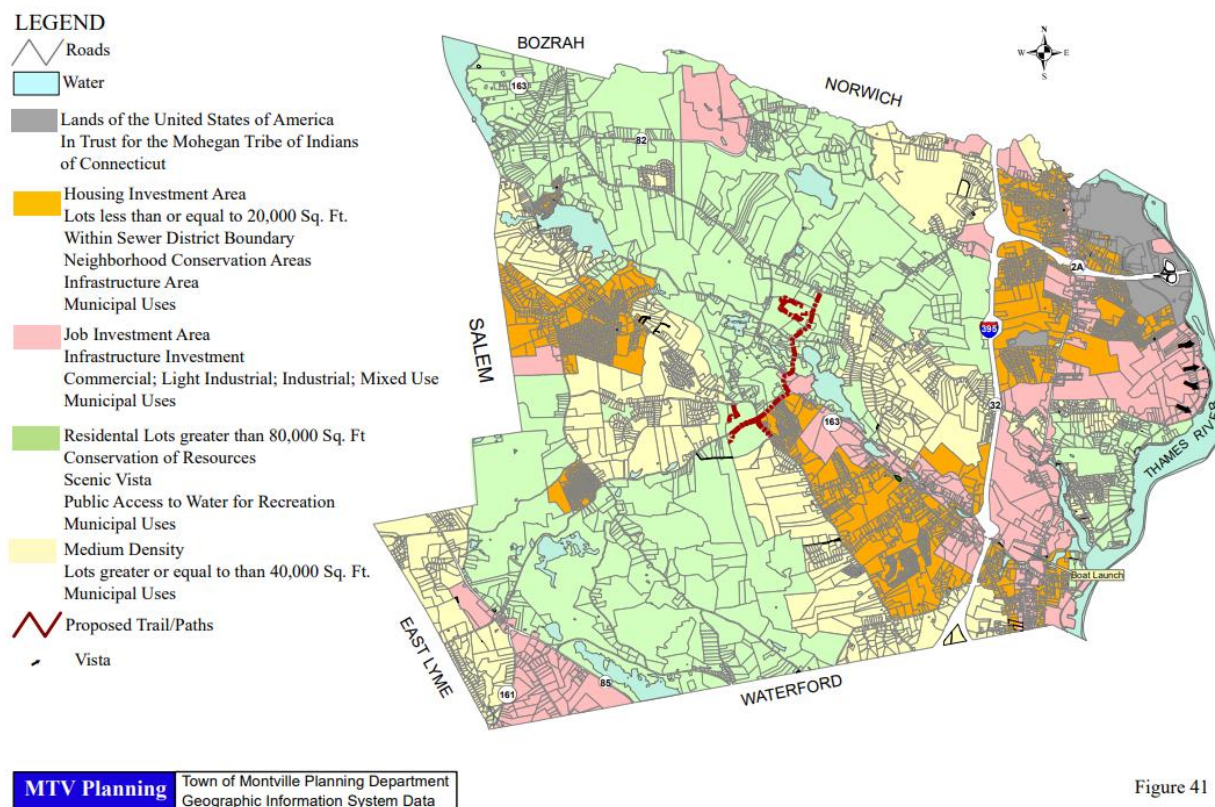 LEGEND
Roads
Water
Lands of the United States of America
In Trust for the Mohegan Tribe of Indians
of Connecticut
Housing Investment Area
Lots less than or equal to 20,000 Sq. Ft.
Within Sewer District Boundary
Neighborhood Conservation Areas
Infrastructure Area
Municipal Uses
Job Investment Area
Infrastructure Investment
Commercial; Light Industrial; Industrial; Mixed Use
Municipal Uses
Residental Lots greater than 80,000 Sq. Ft
Conservation of Resources
Scenic Vista
Public Access to Water for Recreation
Municipal Uses
Medium Density
Lots greater or equal to than 40,000 Sq. Ft.
Municipal Uses
Proposed Trail/Paths
Vista
BOZRAH
NORWICH
N
W E
S
163
82
2A
SALEM
395
32
163
THAMES RIVER
Boat Launch
EAST LYME
161
85
WATERFORD
MTV Planning
Town of Montville Planning Department
Geographic Information System Data
Figure 41